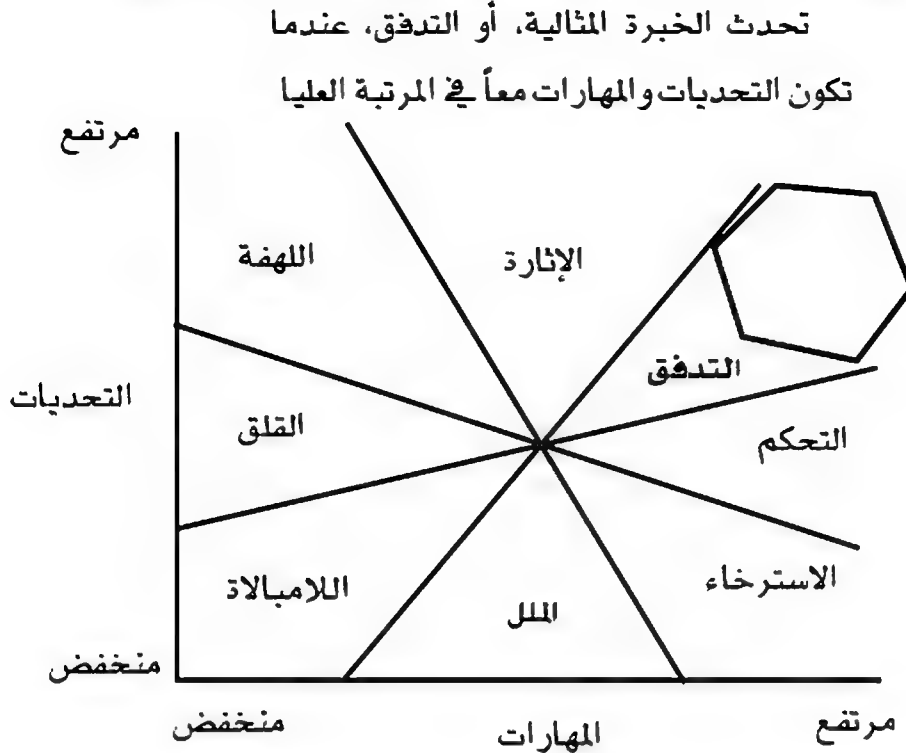 تحدث الخبرة المثالية، أو التدفق، عندما
تكون التحديات والمهارات معاً في المرتبة العليا
مرتفع
اللهفة
الإثارة
التدفق
التحديات
القلق
التحكم
اللامبالاة
الملل
الاسترخاء
منخفض
منخفض
المهارات
مرتفع